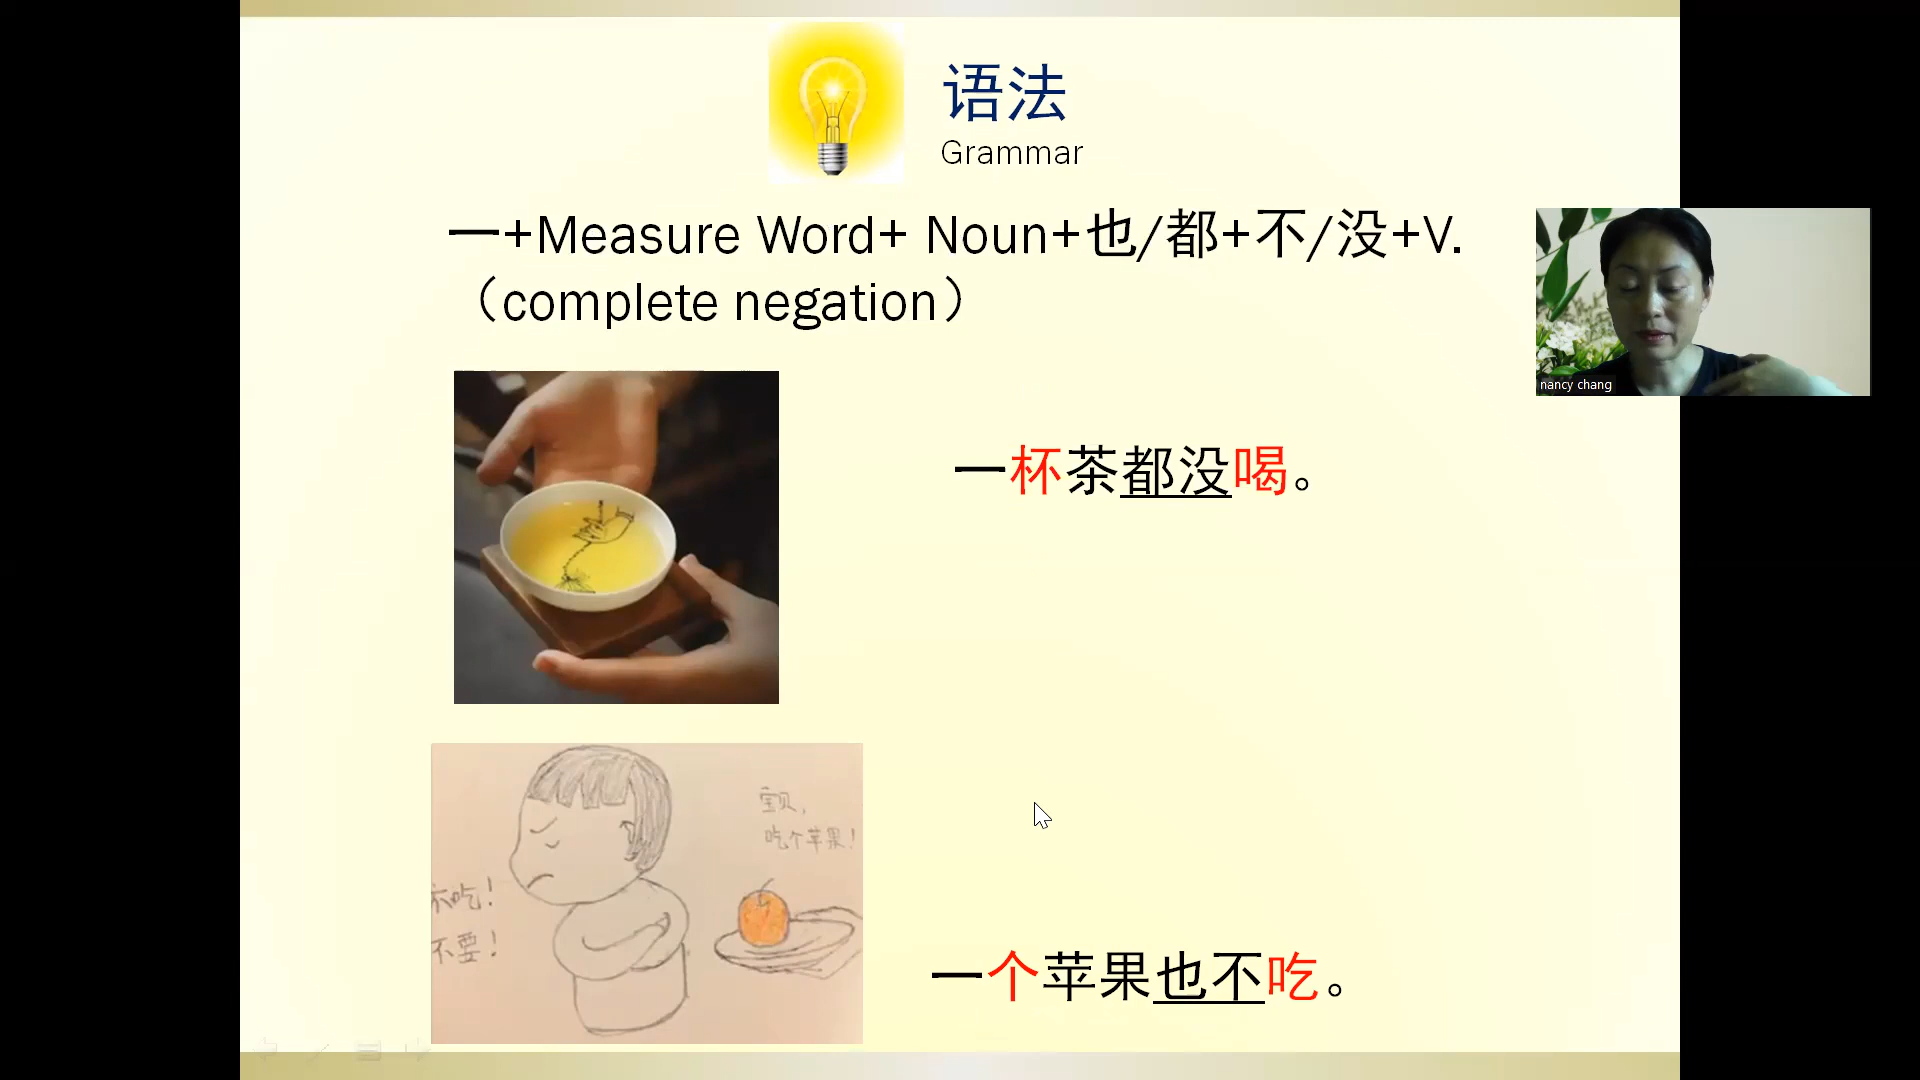 语法
Grammar
一+Measure Word+ Noun+也/都+不/没+V.
（complete negation）
nancy chang
一杯茶都没喝。
宝贝，
吃个苹果！
不吃！
不要！
一个苹果也不吃。